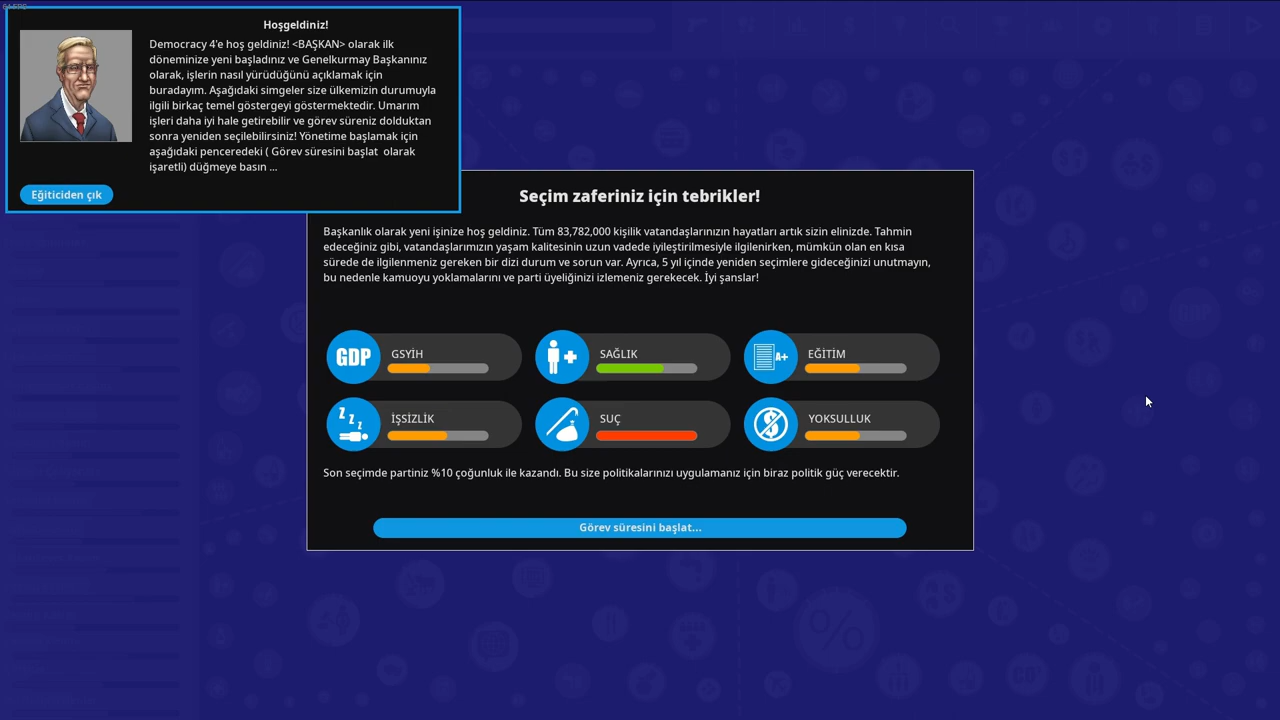 Hoşgeldiniz!
Democracy 4'e hoş geldiniz! <BAŞKAN> olarak ilk
döneminize yeni başladınız ve Genelkurmay Başkanınız
olarak, işlerin nasıl yürüdüğünü açıklamak için
buradayım. Aşağıdaki simgeler size ülkemizin durumuyla
ilgili birkaç temel göstergeyi göstermektedir. Umarım
işleri daha iyi hale getirebilir ve görev süreniz dolduktan
sonra yeniden seçilebilirsiniz! Yönetime başlamak için
aşağıdaki penceredeki ( Görev süresini başlat  olarak
işaretli) düğmeye basın ...
Eğiticiden çık
Seçim zaferiniz için tebrikler!
Başkanlık olarak yeni işinize hoş geldiniz. Tüm 83,782,000 kişilik vatandaşlarınızın hayatları artık sizin elinizde. Tahmin
edeceğiniz gibi, vatandaşlarımızın yaşam kalitesinin uzun vadede iyileştirilmesiyle ilgilenirken, mümkün olan en kısa
sürede de ilgilenmeniz gereken bir dizi durum ve sorun var. Ayrıca, 5 yıl içinde yeniden seçimlere gideceğinizi unutmayın,
bu nedenle kamuoyu yoklamalarını ve parti üyeliğinizi izlemeniz gerekecek. İyi şanslar!
GDP GSYİH
SAĞLIK
A+ EĞİTİM
Z Z Z İŞSİZLİK
SUÇ
$ YOKSULLUK
Son seçimde partiniz %10 çoğunluk ile kazandı. Bu size politikalarınızı uygulamanız için biraz politik güç verecektir.
Görev süresini başlat...